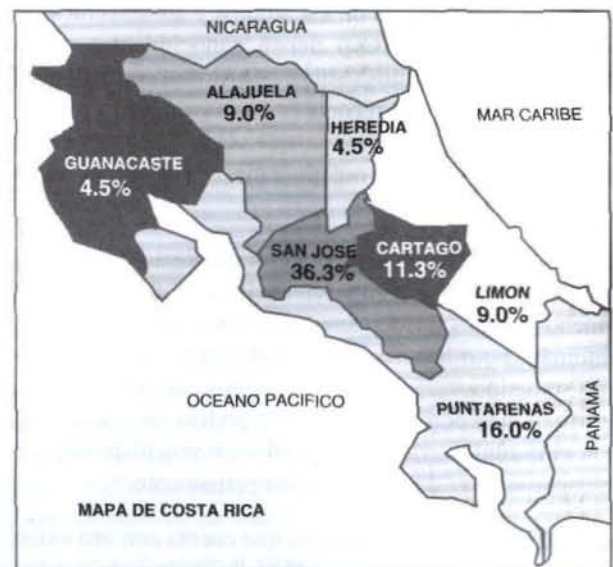 NICARAGUA
ALAJUELA
9.0%
HEREDIA
4.5%
MAR CARIBE
GUANACASTE
4.5%
SAN JOSE
36.3%
CARTAGO
11.3%
LIMON
9.0%
OCEANO PACIFICO
PUNTARENAS
16.0%
PANAMA
MAPA DE COSTA RICA